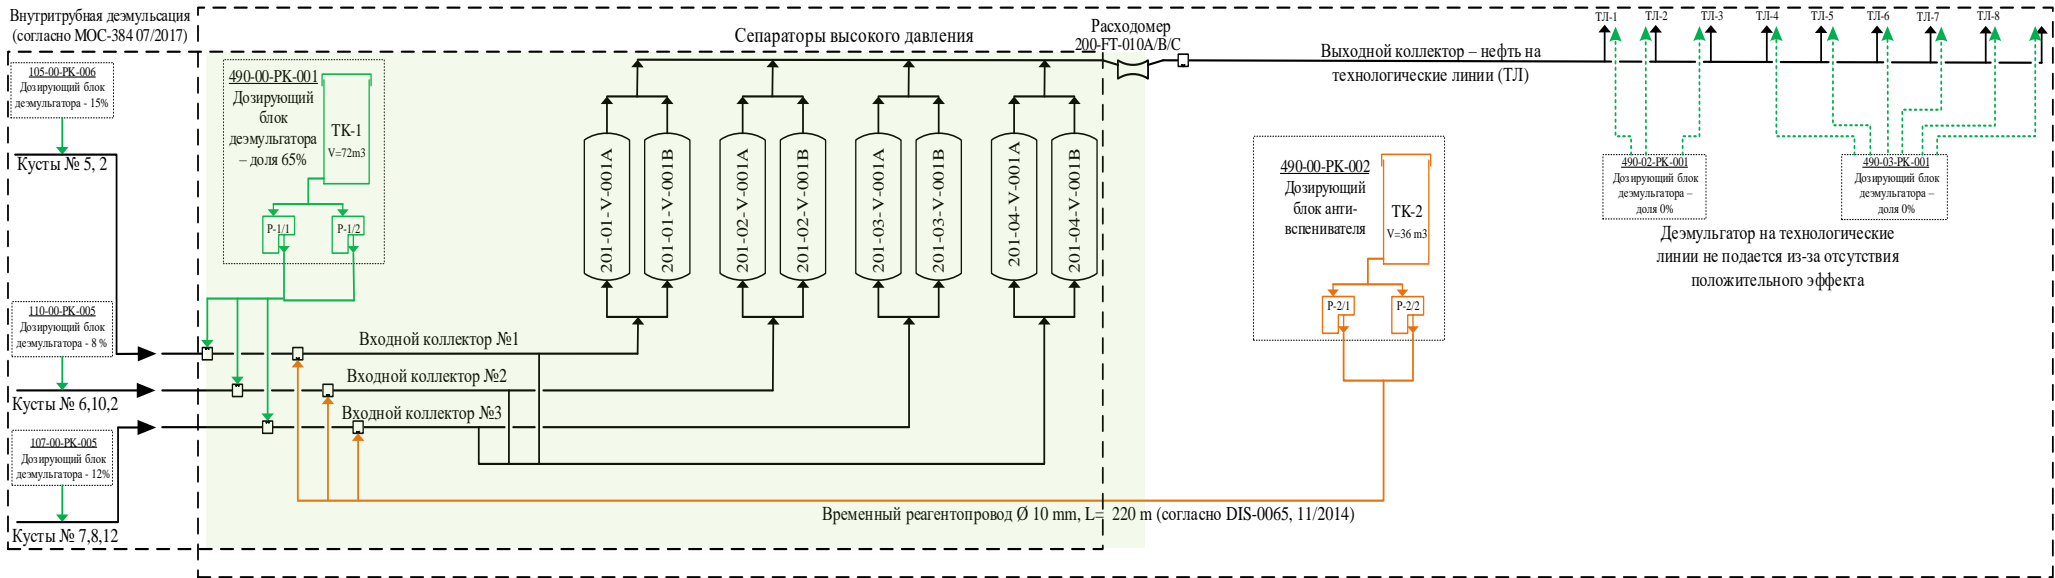 Внутритрубная деэмульсация
(согласно МОС-384 07/2017)
105-00-PK-006
Дозирующий блок
деэмульгатора - 15%
Кусты № 5, 2
110-00-PK-005
Дозирующий блок
деэмульгатора - 8 %
Кусты № 6,10,2
107-00-PK-005
Дозирующий блок
деэмульгатора - 12%
Кусты № 7,8,12
490-00-PK-001
Дозирующий
блок
деэмульгатора
– доля 65%
ТК-1
V=72m3
P-1/1
P-1/2
Сепараторы высокого давления
201-01-V-001A
201-01-V-001B
201-02-V-001A
201-02-V-001B
201-03-V-001A
201-03-V-001B
201-04-V-001A
201-04-V-001B
Входной коллектор №1
Входной коллектор №2
Входной коллектор №3
Расходомер
200-FT-010A/B/C
Выходной коллектор – нефть на
технологические линии (ТЛ)
490-00-PK-002
Дозирующий
блок анти-
вспенивателя
ТК-2
V=36 m3
P-2/1
P-2/2
Временный реагентопровод Ø 10 mm, L= 220 m (согласно DIS-0065, 11/2014)
ТЛ-1
ТЛ-2
ТЛ-3
ТЛ-4
ТЛ-5
ТЛ-6
ТЛ-7
ТЛ-8
490-02-PK-001
Дозирующий блок
деэмульгатора –
доля 0%
490-03-PK-001
Дозирующий блок
деэмульгатора –
доля 0%
Деэмульгатор на технологические
линии не подается из-за отсутствия
положительного эффекта